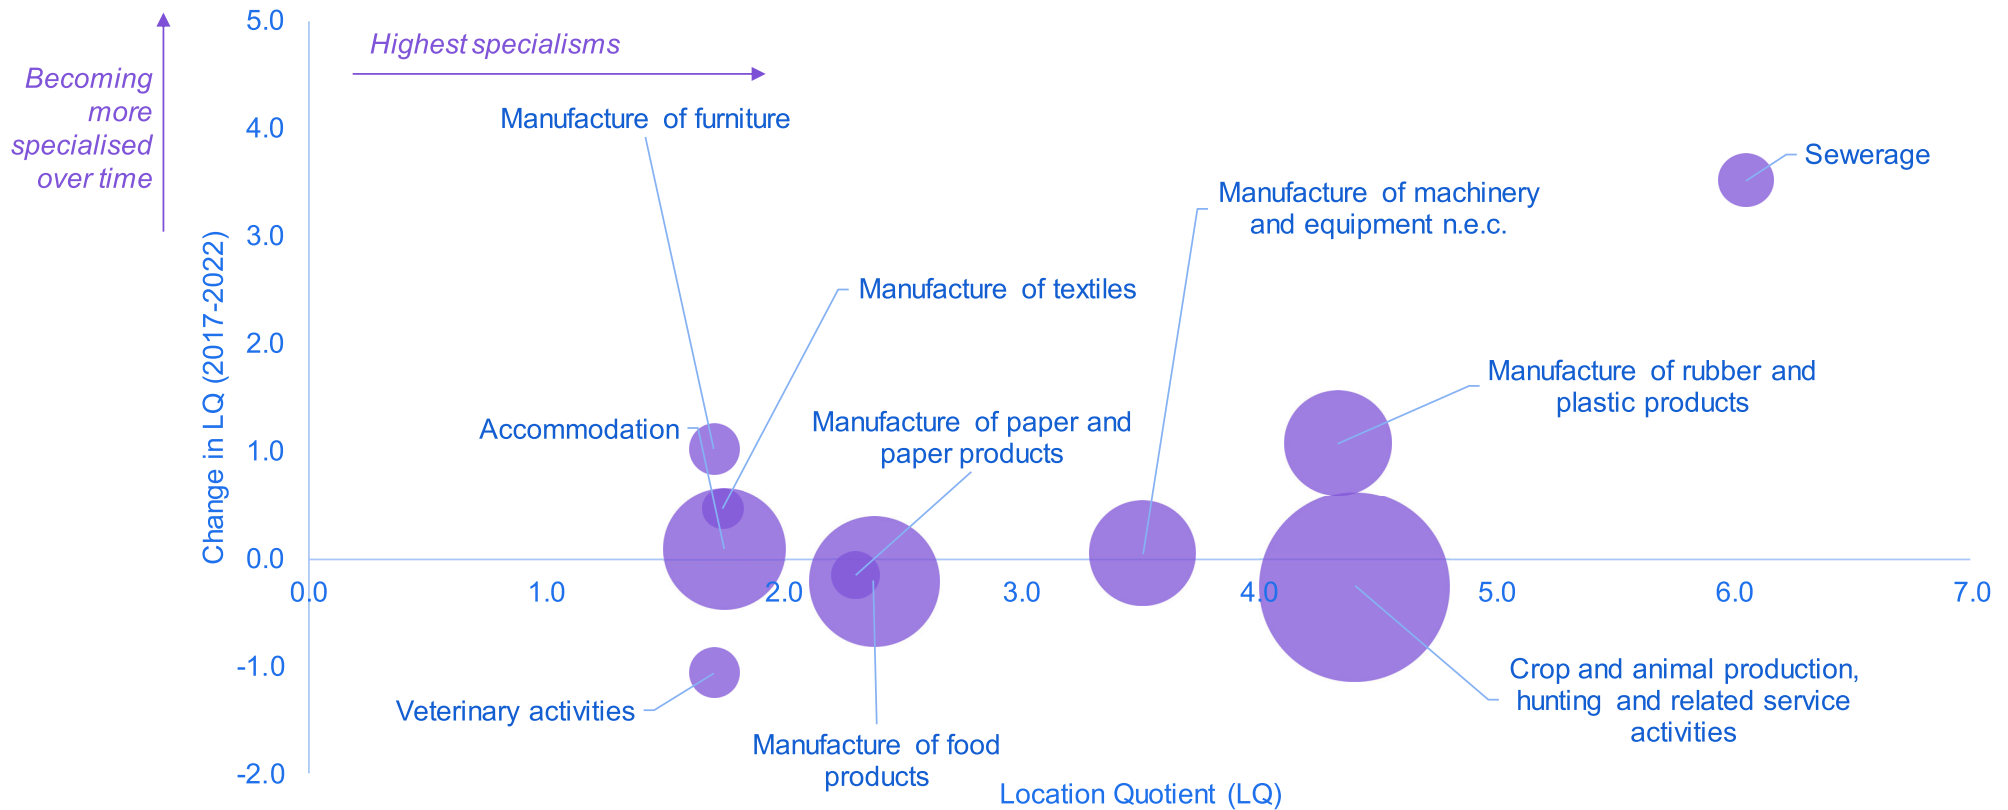 Becoming
more
specialised
over time
Highest specialisms
Change in LQ (2017-2022)
5.0
4.0
3.0
2.0
1.0
0.0
-1.0
-2.0
Manufacture of furniture
Sewerage
Manufacture of machinery
and equipment n.e.c.
Manufacture of textiles
Manufacture of rubber and
plastic products
Accommodation
Manufacture of paper and
paper products
0.0 1.0 2.0 3.0 4.0 5.0 6.0 7.0
Crop and animal production,
hunting and related service
activities
Veterinary activities
Manufacture of food
products
Location Quotient (LQ)